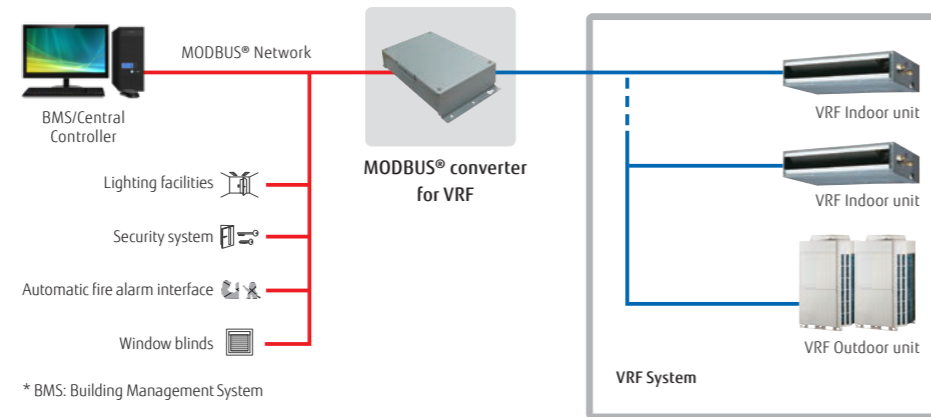 MODBUS® Network
BMS/Central
Controller
MODBUS® converter
for VRF
Lighting facilities
Security system
Automatic fire alarm interface
Window blinds
* BMS: Building Management System
VRF Indoor unit
VRF Indoor unit
VRF Outdoor unit
VRF System